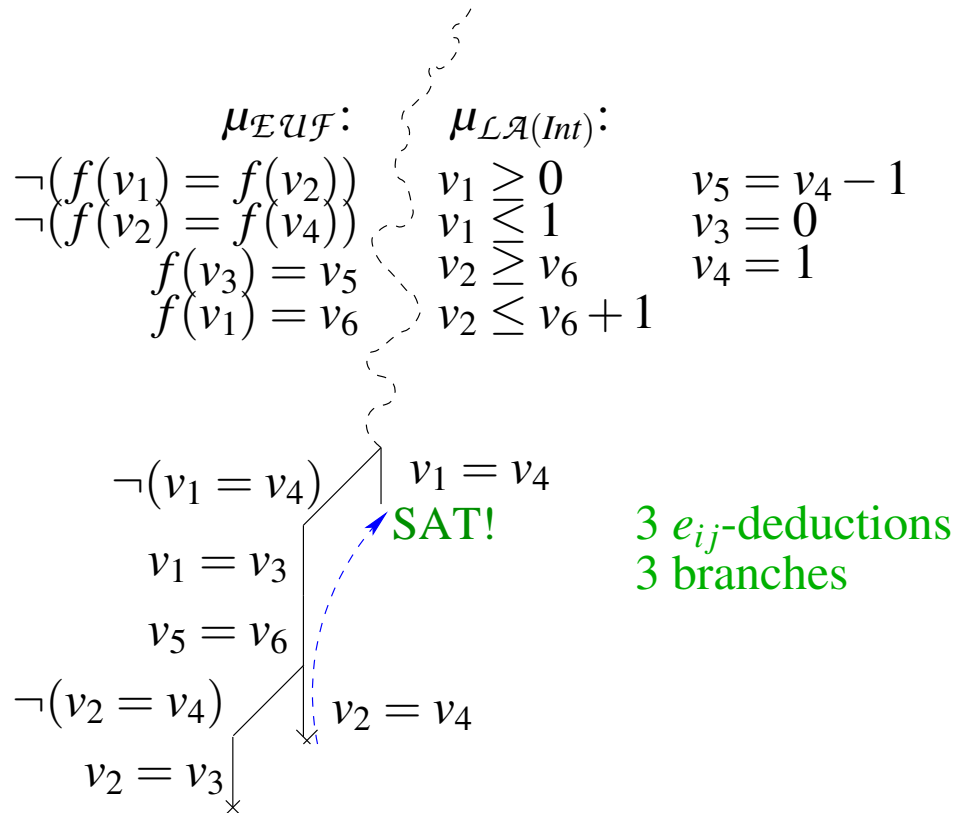 μ_ℰ𝒰ℱ: μ_ℒ𝒜(Int):
¬(f(v₁) = f(v₂)) v₁ ≥ 0 v₅ = v₄ − 1
¬(f(v₂) = f(v₄)) v₁ ≤ 1 v₃ = 0
f(v₃) = v₅ v₂ ≥ v₆ v₄ = 1
f(v₁) = v₆ v₂ ≤ v₆ + 1
¬(v₁ = v₄) v₁ = v₄
SAT! 3 e_ij-deductions
v₁ = v₃ 3 branches
v₅ = v₆
¬(v₂ = v₄) v₂ = v₄
v₂ = v₃